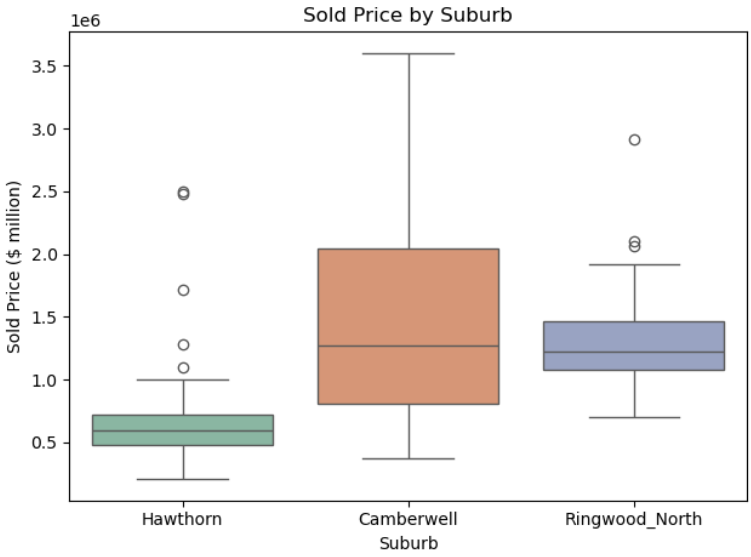 Sold Price by Suburb
1e6
3.5
3.0
2.5
2.0
1.5
1.0
0.5
Sold Price ($ million)
Hawthorn Camberwell Ringwood_North
Suburb